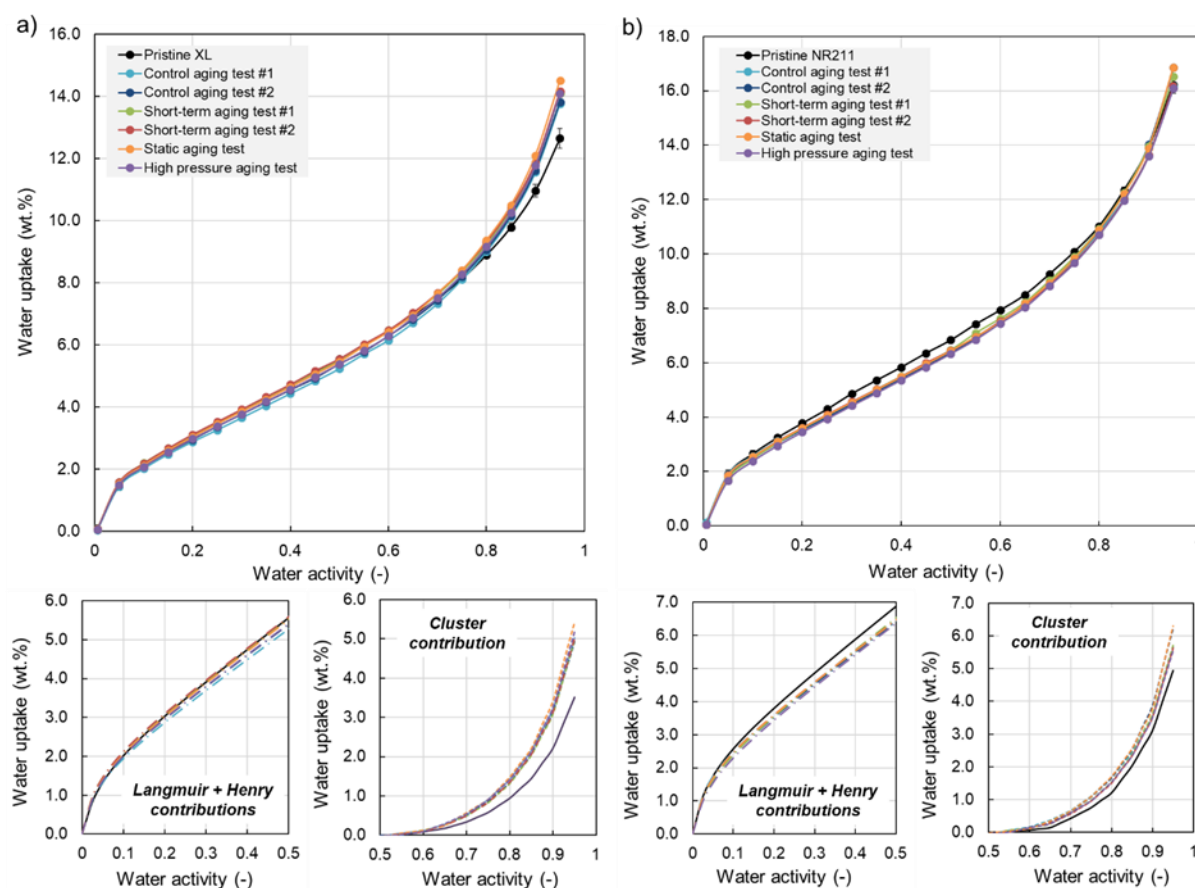 a)
16.0
14.0
12.0
10.0
8.0
6.0
4.0
2.0
0.0
Water uptake (wt.%)
Pristine XL
Control aging test #1
Control aging test #2
Short-term aging test #1
Short-term aging test #2
Static aging test
High pressure aging test
0 0.2 0.4 0.6 0.8 1
Water activity (-)
b)
18.0
16.0
14.0
12.0
10.0
8.0
6.0
4.0
2.0
0.0
Water uptake (wt.%)
Pristine NR211
Control aging test #1
Control aging test #2
Short-term aging test #1
Short-term aging test #2
Static aging test
High pressure aging test
0 0.2 0.4 0.6 0.8 1
Water activity (-)
6.0
5.0
4.0
3.0
2.0
1.0
0.0
Water uptake (wt.%)
Langmuir + Henry
contributions
0 0.1 0.2 0.3 0.4 0.5
Water activity (-)
6.0
5.0
4.0
3.0
2.0
1.0
0.0
Water uptake (wt.%)
Cluster
contribution
0.5 0.6 0.7 0.8 0.9 1
Water activity (-)
7.0
6.0
5.0
4.0
3.0
2.0
1.0
0.0
Water uptake (wt.%)
Langmuir + Henry
contributions
0 0.1 0.2 0.3 0.4 0.5
Water activity (-)
7.0
6.0
5.0
4.0
3.0
2.0
1.0
0.0
Water uptake (wt.%)
Cluster
contribution
0.5 0.6 0.7 0.8 0.9 1
Water activity (-)